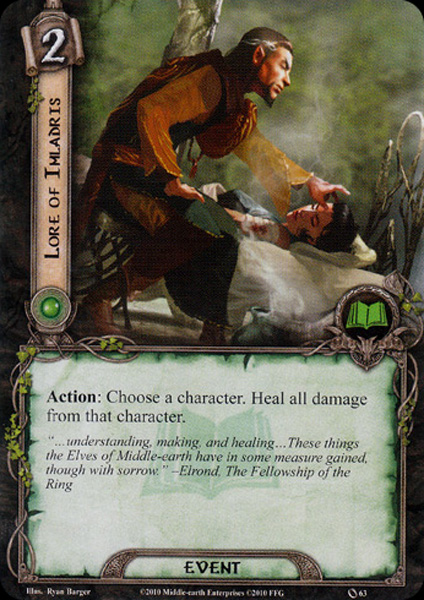 2
LORE OF IMLADRIS
Action: Choose a character. Heal all damage
from that character.
“...understanding, making, and healing...These things
the Elves of Middle-earth have in some measure gained,
though with sorrow.” –Elrond, The Fellowship of the
Ring
EVENT
Illus. Ryan Barger
©2010 Middle-earth Enterprises ©2010 FFG
63